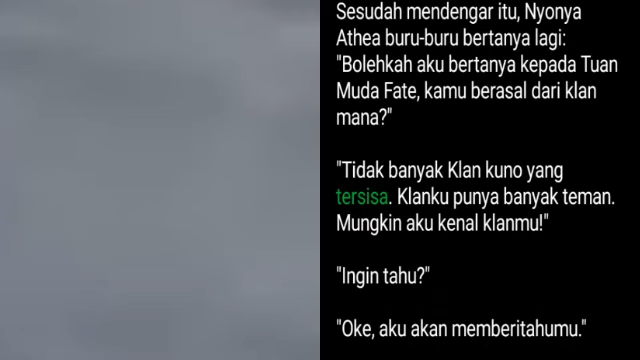 Sesudah mendengar itu, Nyonya
Athea buru-buru bertanya lagi:
"Bolehkah aku bertanya kepada Tuan
Muda Fate, kamu berasal dari klan
mana?"
"Tidak banyak Klan kuno yang
tersisa. Klanku punya banyak teman.
Mungkin aku kenal klanmu!"
"Ingin tahu?"
"Oke, aku akan memberitahumu."